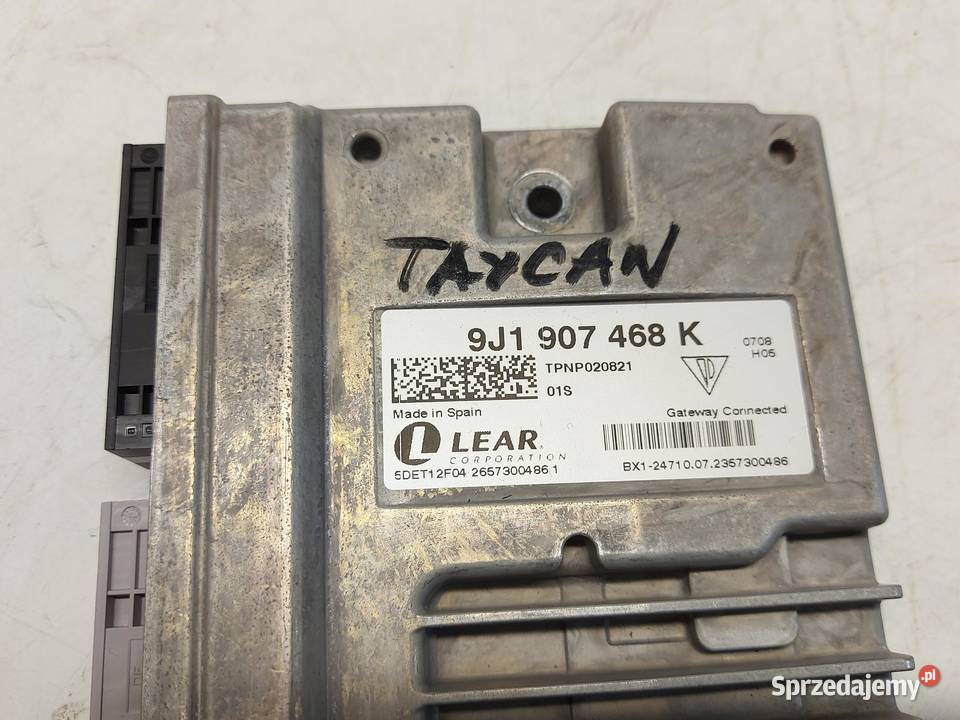 TAYCAN
9J1 907 468 K
0708
H05
TPNP020821
01S
Made in Spain
Gateway Connected
LEAR
CORPORATION
5DET12F04 2657300486 1
BX1-24710.07.2357300486
Sprzedajemy.pl